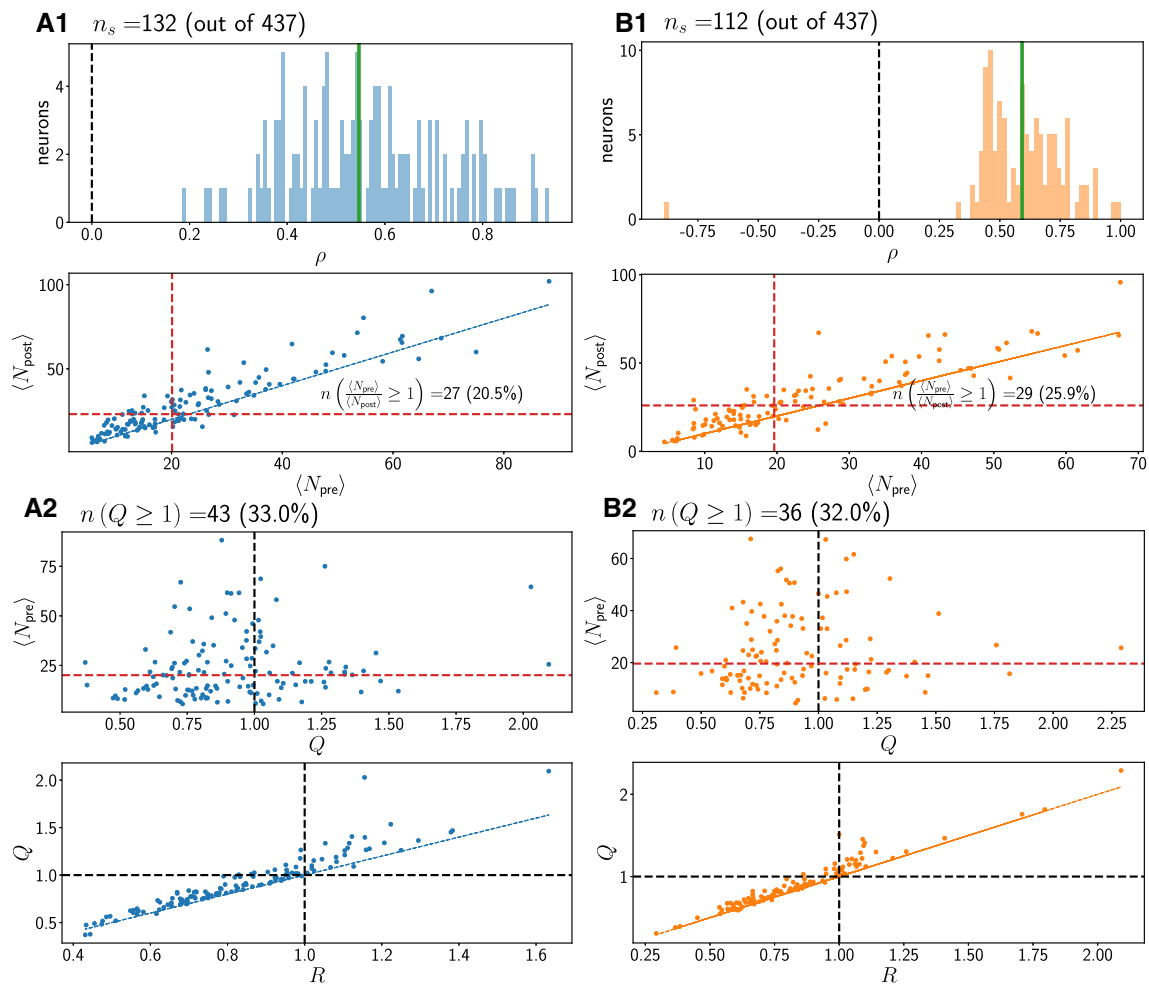 A1 n_s =132 (out of 437)
neurons
4
2
0
0.0 0.2 0.4 0.6 0.8
ρ
⟨N_post⟩
100
50
n(⟨N_pre⟩/⟨N_post⟩ ≥ 1) =27 (20.5%)
20 40 60 80
⟨N_pre⟩
B1 n_s =112 (out of 437)
neurons
10
5
0
-0.75 -0.50 -0.25 0.00 0.25 0.50 0.75 1.00
ρ
⟨N_post⟩
100
50
0
n(⟨N_pre⟩/⟨N_post⟩ ≥ 1) =29 (25.9%)
10 20 30 40 50 60 70
⟨N_pre⟩
A2 n (Q ≥ 1) =43 (33.0%)
⟨N_pre⟩
75
50
25
0.50 0.75 1.00 1.25 1.50 1.75 2.00
Q
Q
2.0
1.5
1.0
0.5
0.4 0.6 0.8 1.0 1.2 1.4 1.6
R
B2 n (Q ≥ 1) =36 (32.0%)
⟨N_pre⟩
60
40
20
0.25 0.50 0.75 1.00 1.25 1.50 1.75 2.00 2.25
Q
Q
2
1
0.25 0.50 0.75 1.00 1.25 1.50 1.75 2.00
R